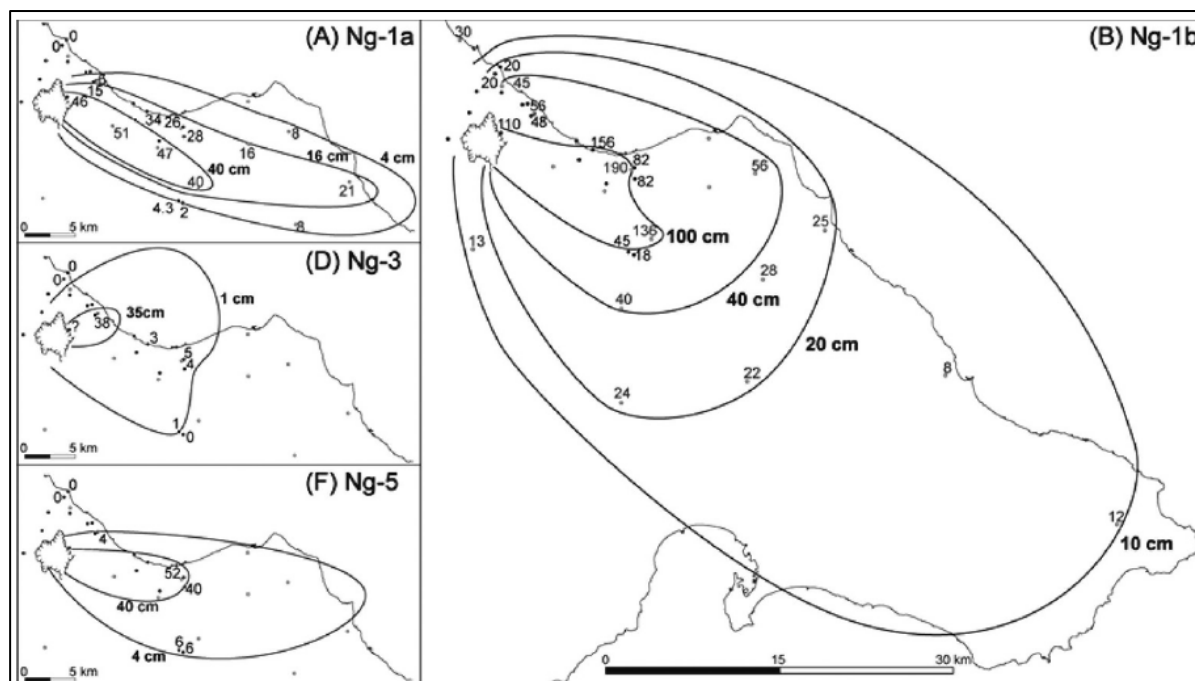 (A) Ng-1a
0
0
3
15
46
34
26
28
8
51
47
16
16 cm
4 cm
40 cm
40
21
4.3
2
8
0 5 km
(B) Ng-1b
30
20
20
45
56
48
110
156
82
190
82
56
136
100 cm
45
18
25
13
28
40
40 cm
20 cm
22
24
8
12
10 cm
0 15 30 km
(D) Ng-3
0
0
1 cm
35cm
?
38
3
5
4
1
0
0 5 km
(F) Ng-5
0
0
4
52
40
40 cm
6
6
4 cm
0 5 km